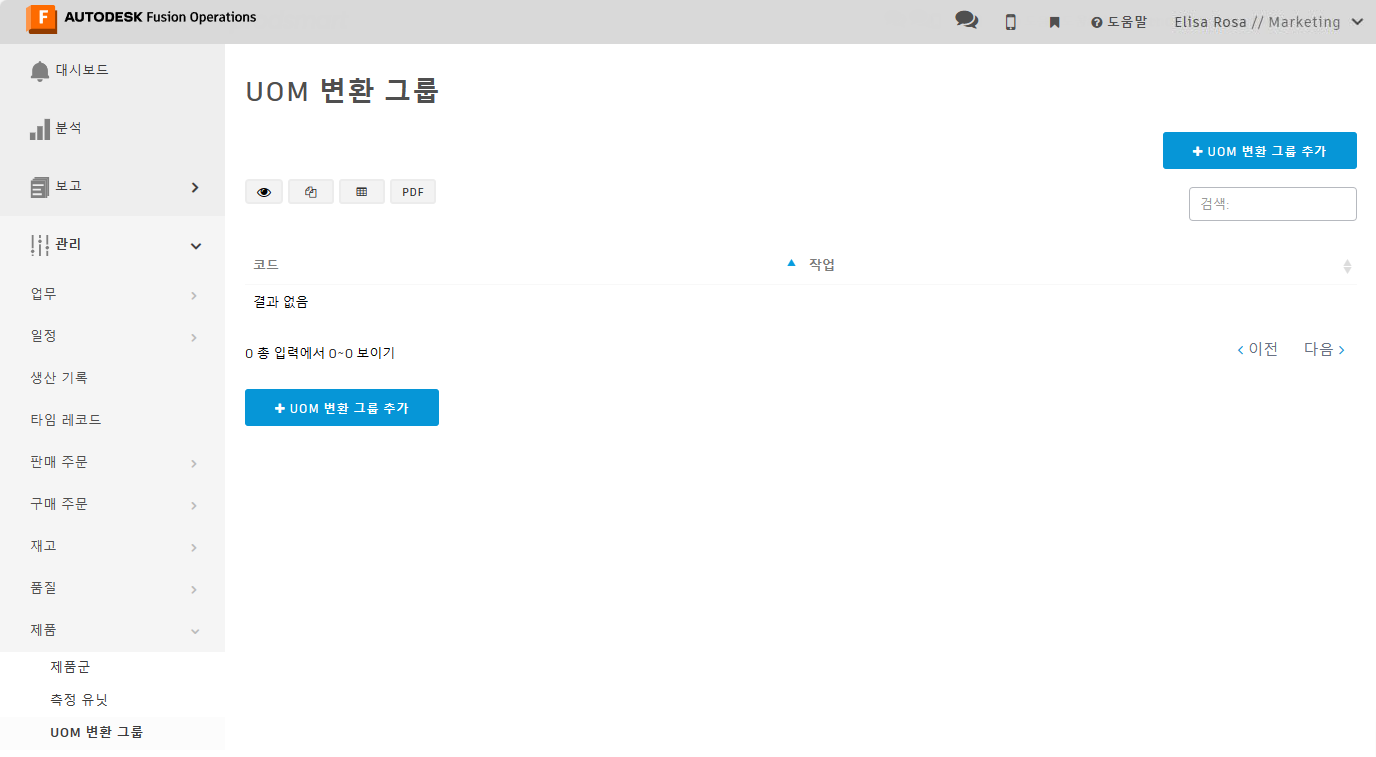 F AUTODESK Fusion Operations
도움말
Elisa Rosa // Marketing
대시보드
분석
보고
관리
업무
일정
생산 기록
타임 레코드
판매 주문
구매 주문
재고
품질
제품
제품군
측정 유닛
UOM 변환 그룹
UOM 변환 그룹
UOM 변환 그룹 추가
PDF
검색:
코드
작업
결과 없음
0 총 입력에서 0~0 보이기
이전
다음
UOM 변환 그룹 추가